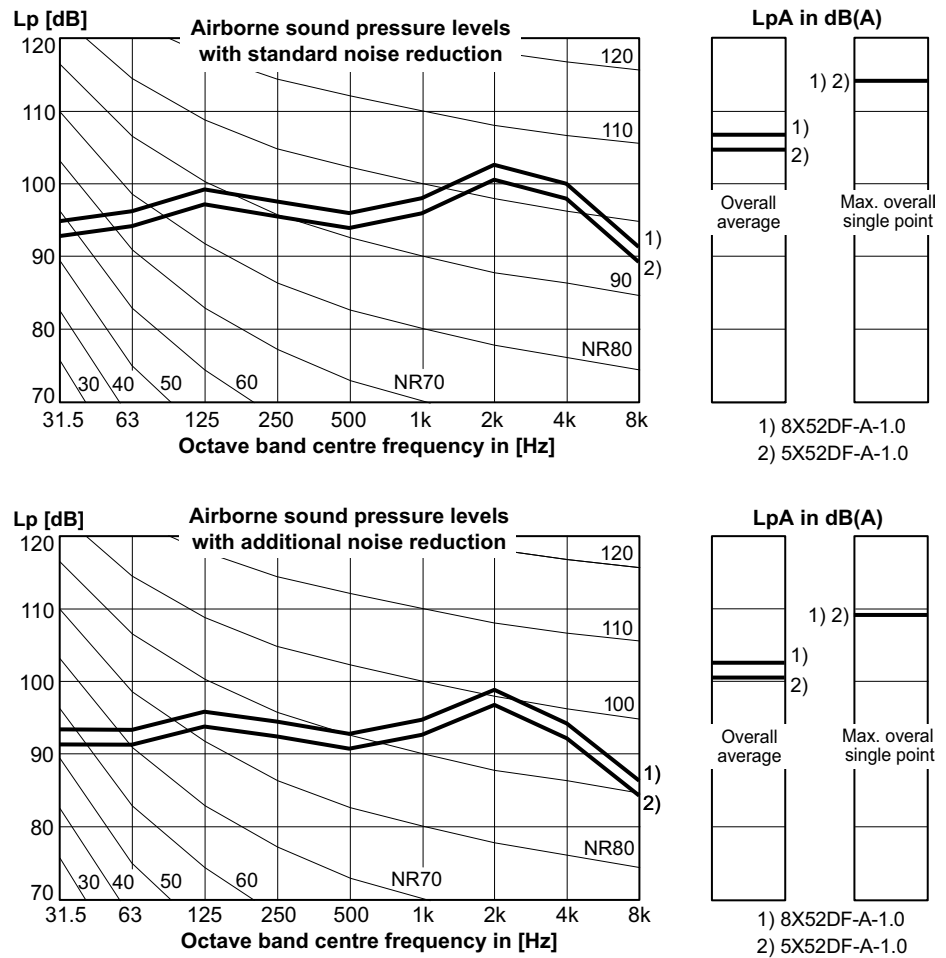 Lp [dB]
Airborne sound pressure levels
with standard noise reduction
120
110
100
90
80
70
120
110
90
NR80
NR70
60
50
40
30
1)
2)
31.5 63 125 250 500 1k 2k 4k 8k
Octave band centre frequency in [Hz]
LpA in dB(A)
1) 2)
1)
2)
Overall
average
Max. overall
single point
1) 8X52DF-A-1.0
2) 5X52DF-A-1.0
Lp [dB]
Airborne sound pressure levels
with additional noise reduction
120
110
100
90
80
70
120
110
100
NR80
NR70
60
50
40
30
1)
2)
31.5 63 125 250 500 1k 2k 4k 8k
Octave band centre frequency in [Hz]
LpA in dB(A)
1) 2)
1)
2)
Overall
average
Max. overal
single point
1) 8X52DF-A-1.0
2) 5X52DF-A-1.0